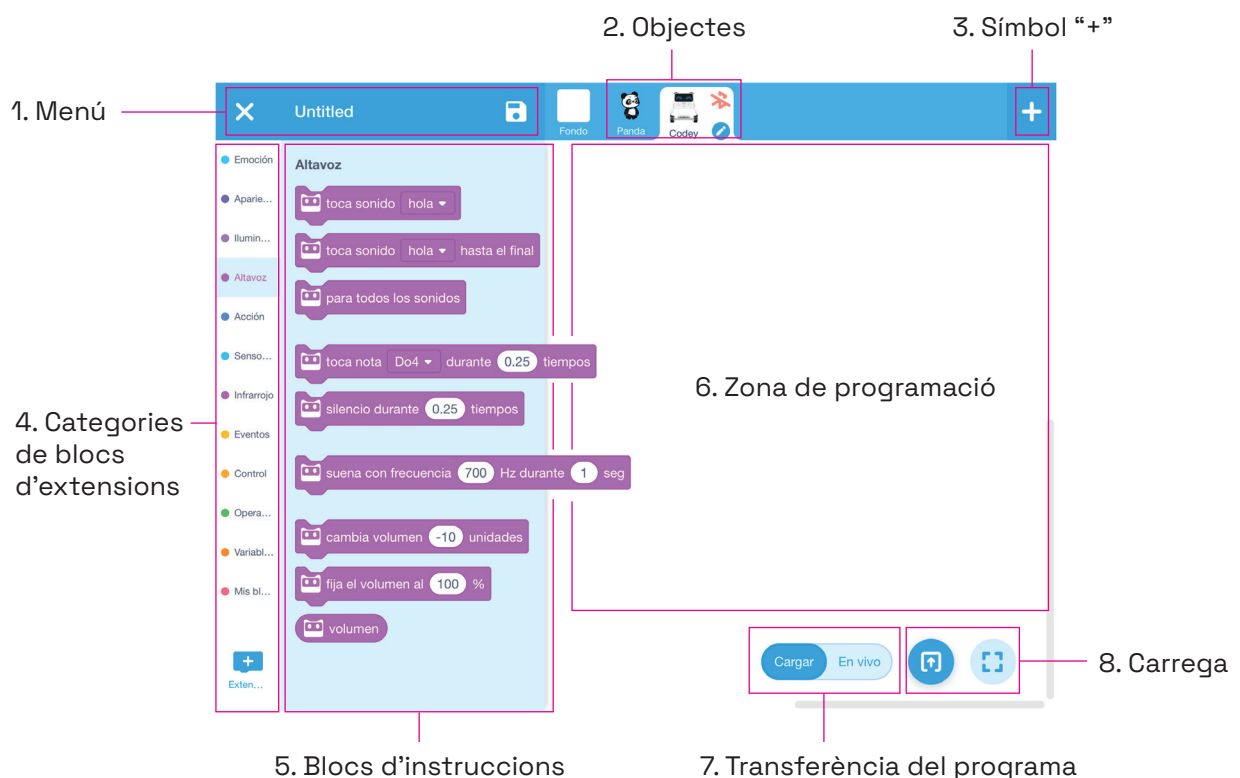 2. Objectes
3. Símbol “+”
1. Menú
Untitled
Fondo
Panda
Codey
Emoción
Aparie...
Ilumin...
Altavoz
Acción
Senso...
Infrarrojo
Eventos
Control
Opera...
Variabl...
Mis bl...
Exten...
Altavoz
toca sonido hola
toca sonido hola hasta el final
para todos los sonidos
toca nota Do4 durante 0.25 tiempos
silencio durante 0.25 tiempos
suena con frecuencia 700 Hz durante 1 seg
cambia volumen -10 unidades
fija el volumen al 100 %
volumen
4. Categories
de blocs
d’extensions
6. Zona de programació
Cargar En vivo
8. Carrega
5. Blocs d’instruccions
7. Transferència del programa